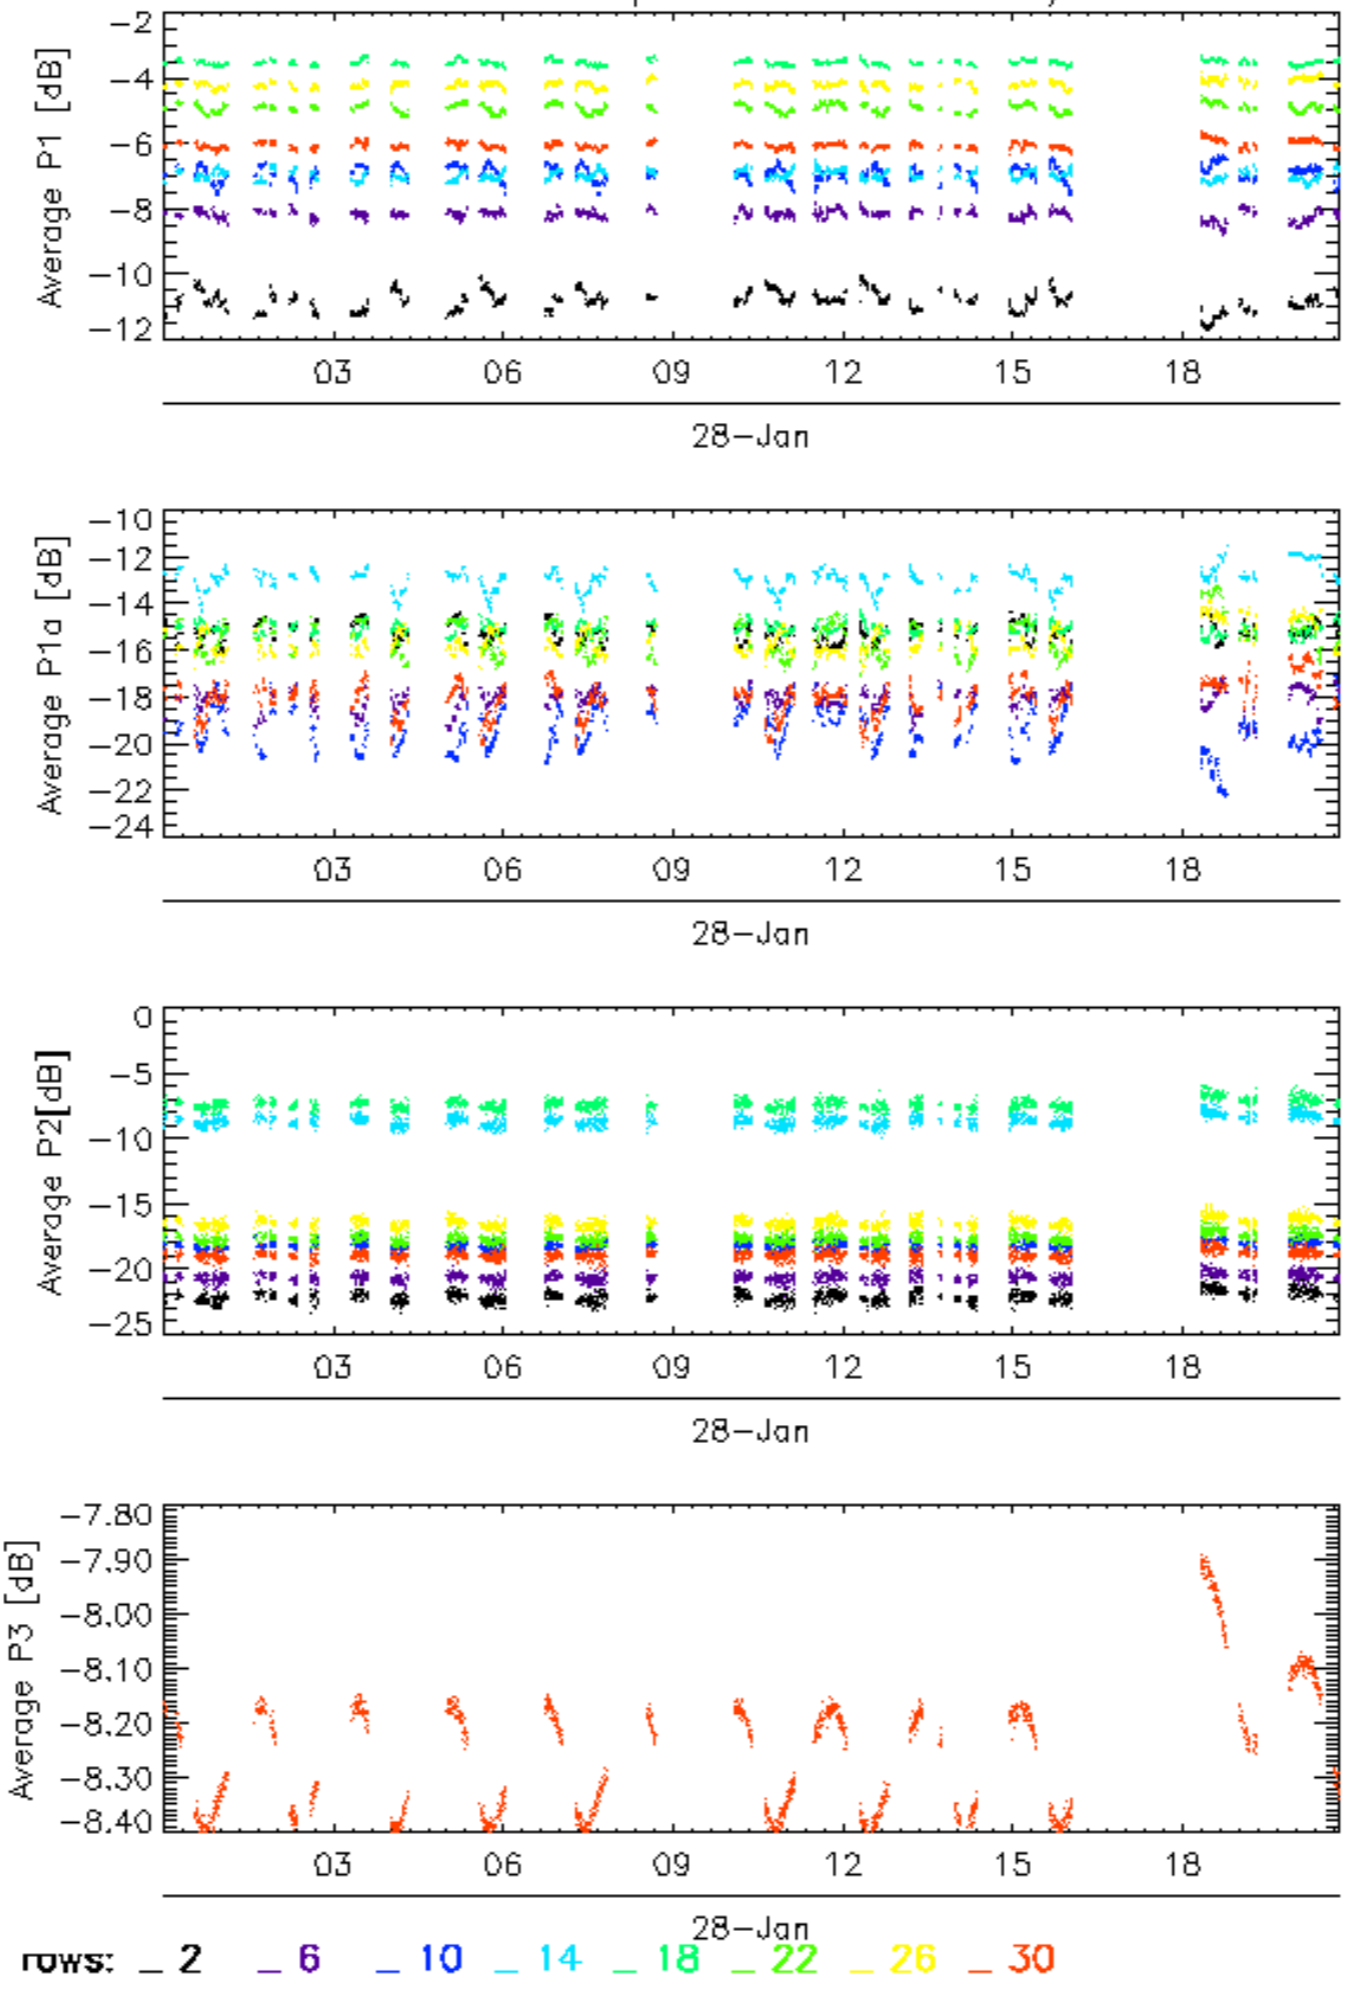 Average P1 [dB]
-2
-4
-6
-8
-10
-12
03 06 09 12 15 18
28-Jan
Average P1a [dB]
-10
-12
-14
-16
-18
-20
-22
-24
03 06 09 12 15 18
28-Jan
Average P2[dB]
0
-5
-10
-15
-20
-25
03 06 09 12 15 18
28-Jan
Average P3 [dB]
-7.80
-7.90
-8.00
-8.10
-8.20
-8.30
-8.40
03 06 09 12 15 18
28-Jan
rows: _ 2 _ 6 _ 10 _ 14 _ 18 _ 22 _ 26 _ 30